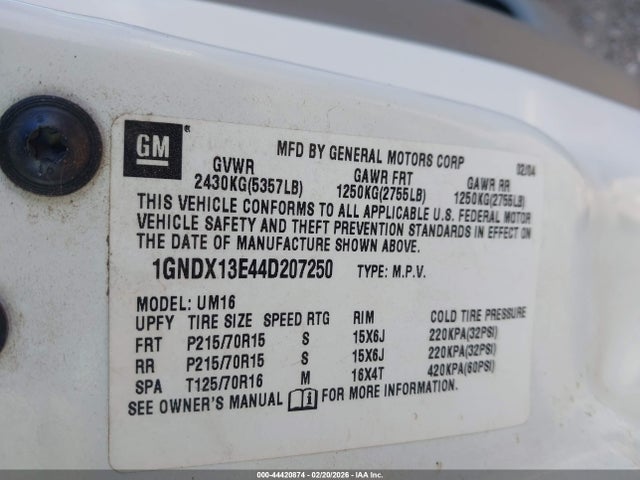 GM ® MFD BY GENERAL MOTORS CORP 02/04
GVWR GAWR FRT GAWR RR
2430KG(5357LB) 1250KG(2755LB) 1250KG(2755LB)
THIS VEHICLE CONFORMS TO ALL APPLICABLE U.S. FEDERAL MOTOR
VEHICLE SAFETY AND THEFT PREVENTION STANDARDS IN EFFECT ON
THE DATE OF MANUFACTURE SHOWN ABOVE.
1GNDX13E44D207250 TYPE: M.P.V.
MODEL: UM16
UPFY TIRE SIZE SPEED RTG RIM COLD TIRE PRESSURE
FRT P215/70R15 S 15X6J 220KPA(32PSI)
RR P215/70R15 S 15X6J 220KPA(32PSI)
SPA T125/70R16 M 16X4T 420KPA(60PSI)
SEE OWNER'S MANUAL i FOR MORE INFORMATION.
000-44420874 - 02/20/2026 - IAA Inc.